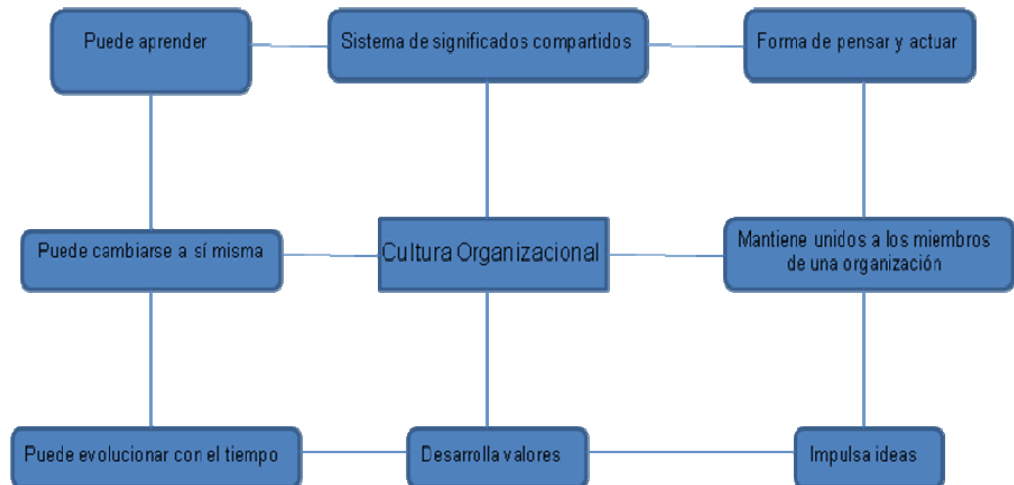 Puede aprender
Sistema de significados compartidos
Forma de pensar y actuar
Puede cambiarse a sí misma
Cultura Organizacional
Mantiene unidos a los miembros
de una organización
Puede evolucionar con el tiempo
Desarrolla valores
Impulsa ideas